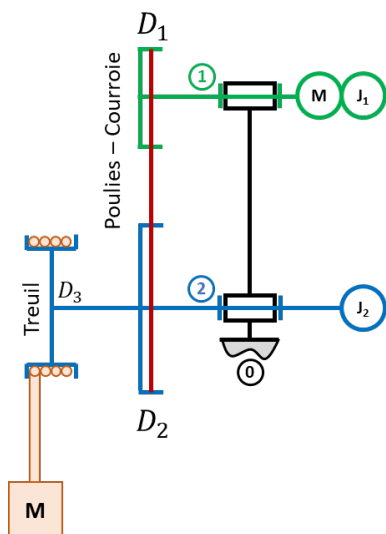 D₁
1
M
J₁
Poulies – Courroie
Treuil
D₃
2
J₂
0
D₂
M